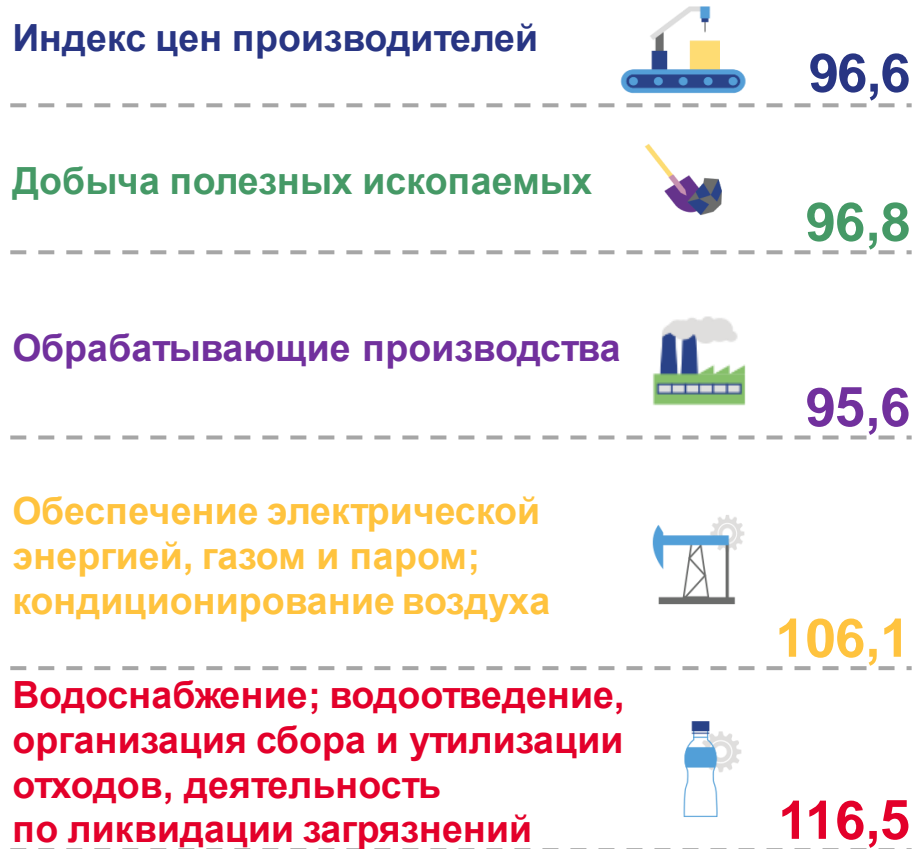 Индекс цен производителей
96,6
Добыча полезных ископаемых
96,8
Обрабатывающие производства
95,6
Обеспечение электрической
энергией, газом и паром;
кондиционирование воздуха
106,1
Водоснабжение; водоотведение,
организация сбора и утилизации
отходов, деятельность
по ликвидации загрязнений
116,5